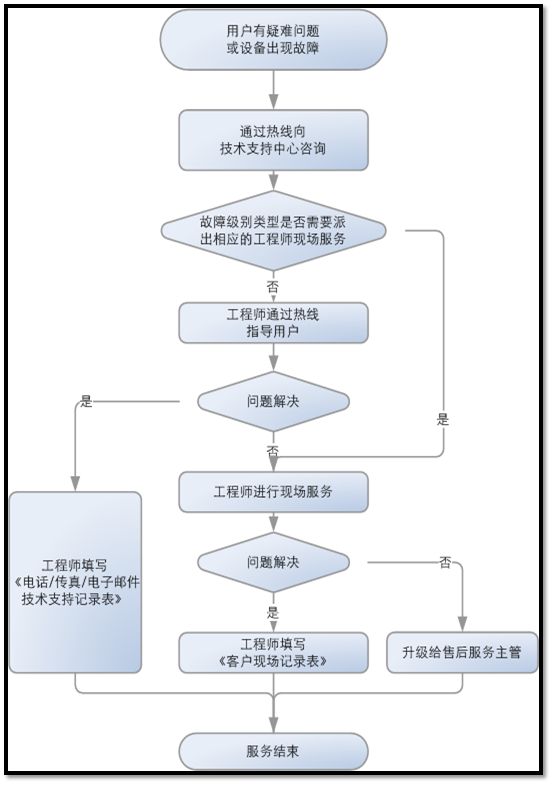 用户有疑难问题
或设备出现故障
通过热线向
技术支持中心咨询
故障级别类型是否需要派
出相应的工程师现场服务
否
工程师通过热线
指导用户
问题解决
是
是
否
工程师进行现场服务
问题解决
否
工程师填写
《电话/传真/电子邮件
技术支持记录表》
是
工程师填写
《客户现场记录表》
升级给售后服务主管
服务结束